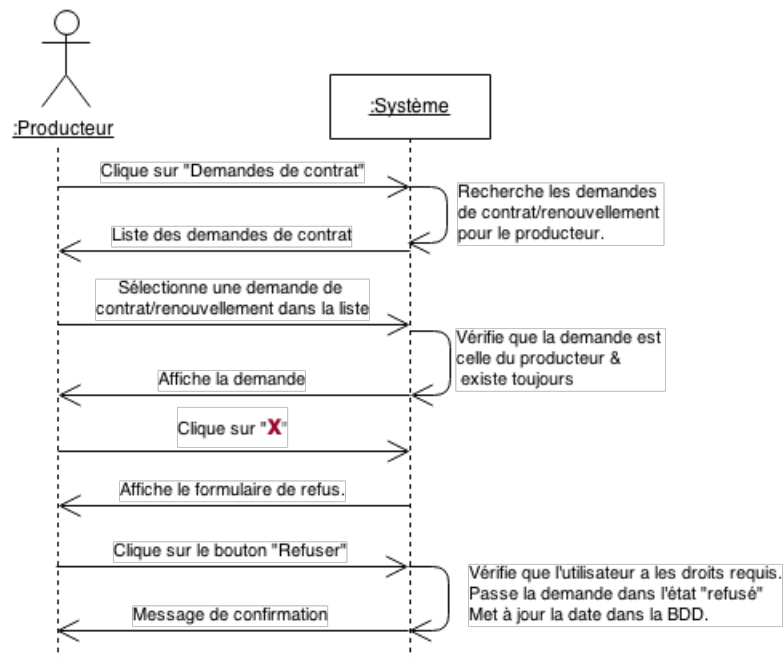 :Producteur
:Système
Clique sur "Demandes de contrat"
Recherche les demandes
de contrat/renouvellement
pour le producteur.
Liste des demandes de contrat
Sélectionne une demande de
contrat/renouvellement dans la liste
Vérifie que la demande est
celle du producteur &
existe toujours
Affiche la demande
Clique sur "X"
Affiche le formulaire de refus.
Clique sur le bouton "Refuser"
Vérifie que l'utilisateur a les droits requis.
Passe la demande dans l'état "refusé"
Met à jour la date dans la BDD.
Message de confirmation